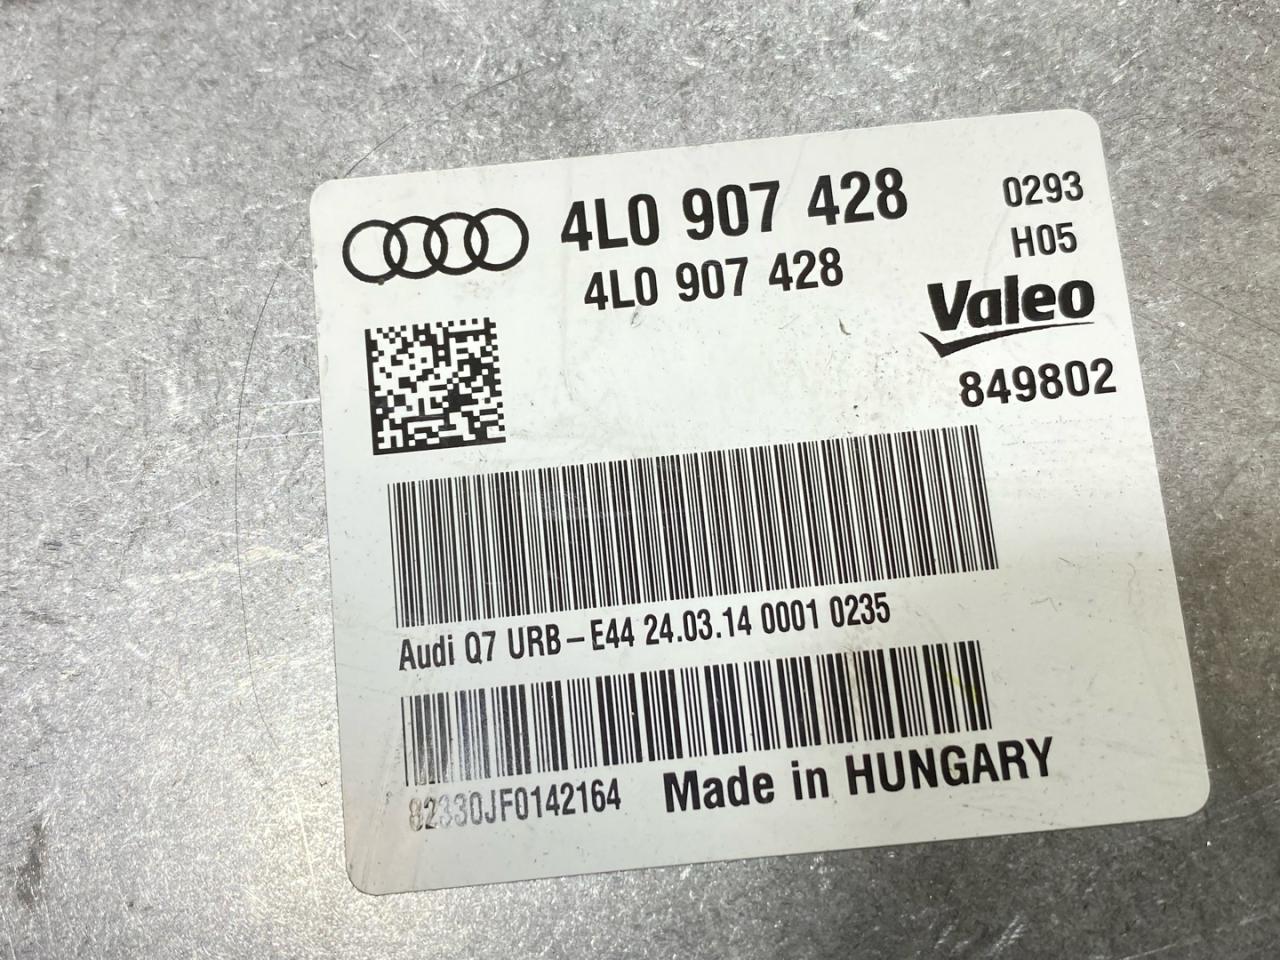 4L0 907 428
4L0 907 428
0293
H05
Valeo
849802
Audi Q7 URB-E44 24.03.14 0001 0235
82330JF0142164
Made in HUNGARY